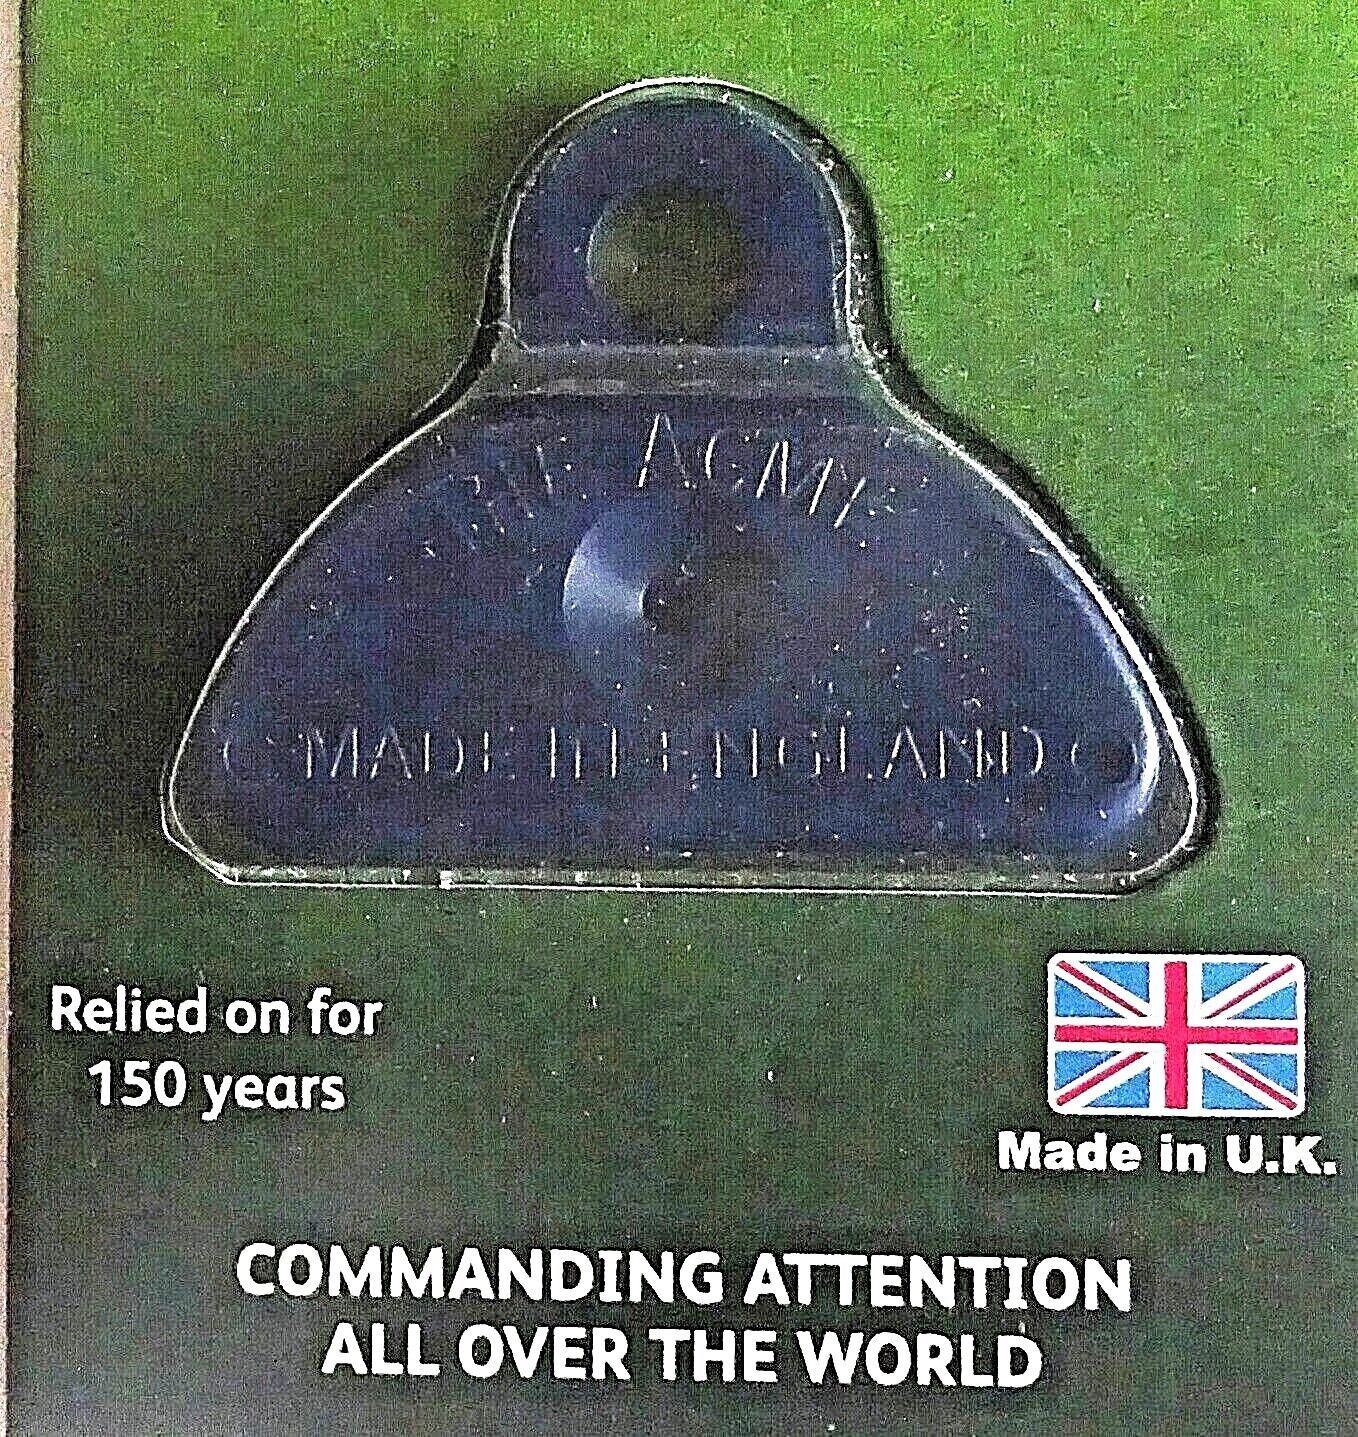 THE ACME
MADE IN ENGLAND
Relied on for
150 years
Made in U.K.
COMMANDING ATTENTION
ALL OVER THE WORLD